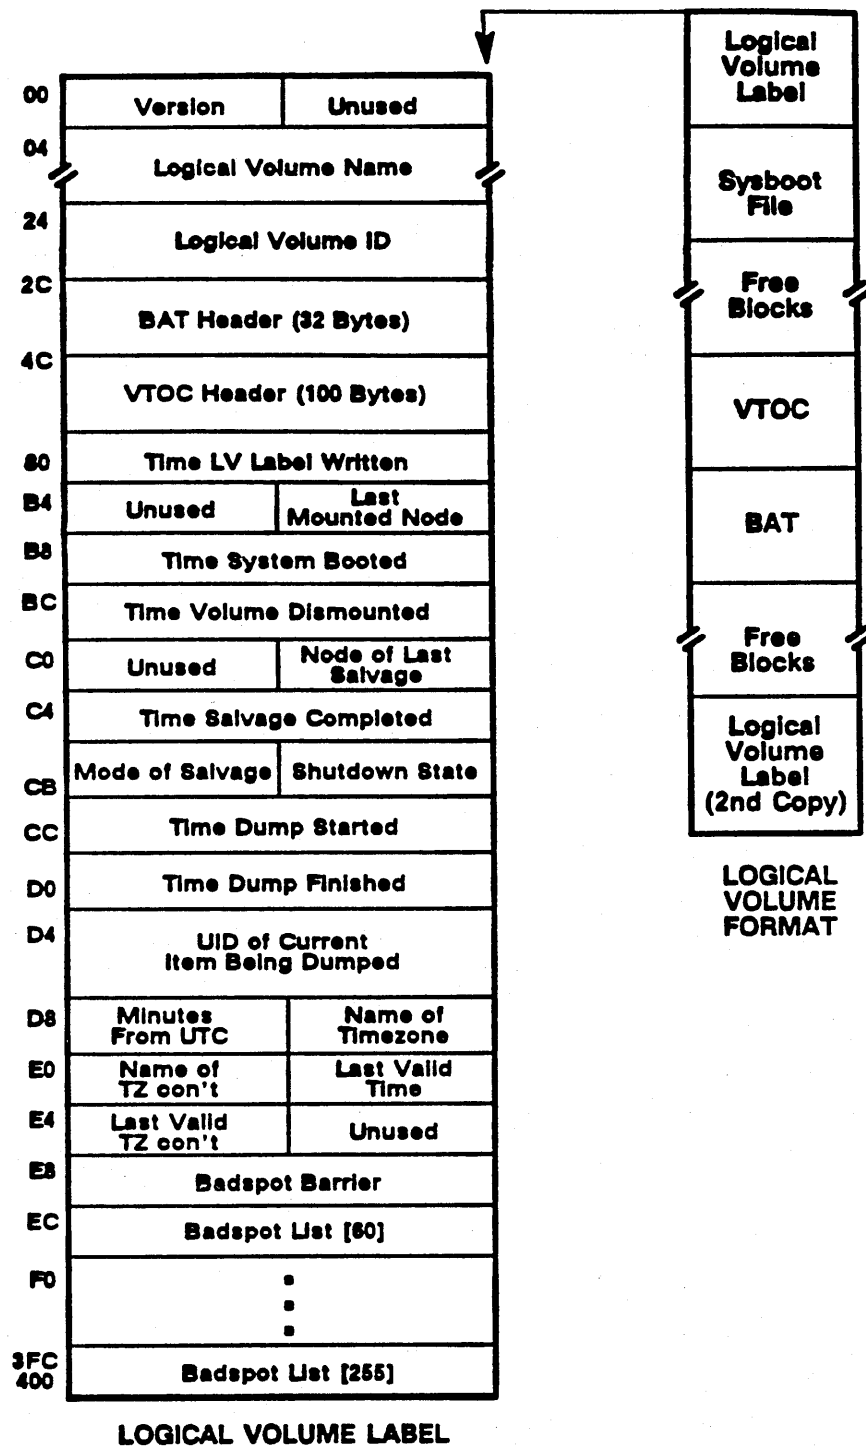 00
Version
Unused
04
Logical Volume Name
24
Logical Volume ID
2C
BAT Header (32 Bytes)
4C
VTOC Header (100 Bytes)
80
Time LV Label Written
B4
Unused
Last
Mounted Node
B8
Time System Booted
BC
Time Volume Dismounted
C0
Unused
Node of Last
Salvage
C4
Time Salvage Completed
Mode of Salvage
Shutdown State
CB
CC
Time Dump Started
D0
Time Dump Finished
D4
UID of Current
Item Being Dumped
D8
Minutes
From UTC
Name of
Timezone
E0
Name of
TZ con't
Last Valid
Time
E4
Last Valid
TZ con't
Unused
E8
Badspot Barrier
EC
Badspot List [60]
F0
3FC
400
Badspot List [255]
LOGICAL VOLUME LABEL
Logical
Volume
Label
Sysboot
File
Free
Blocks
VTOC
BAT
Free
Blocks
Logical
Volume
Label
(2nd Copy)
LOGICAL
VOLUME
FORMAT